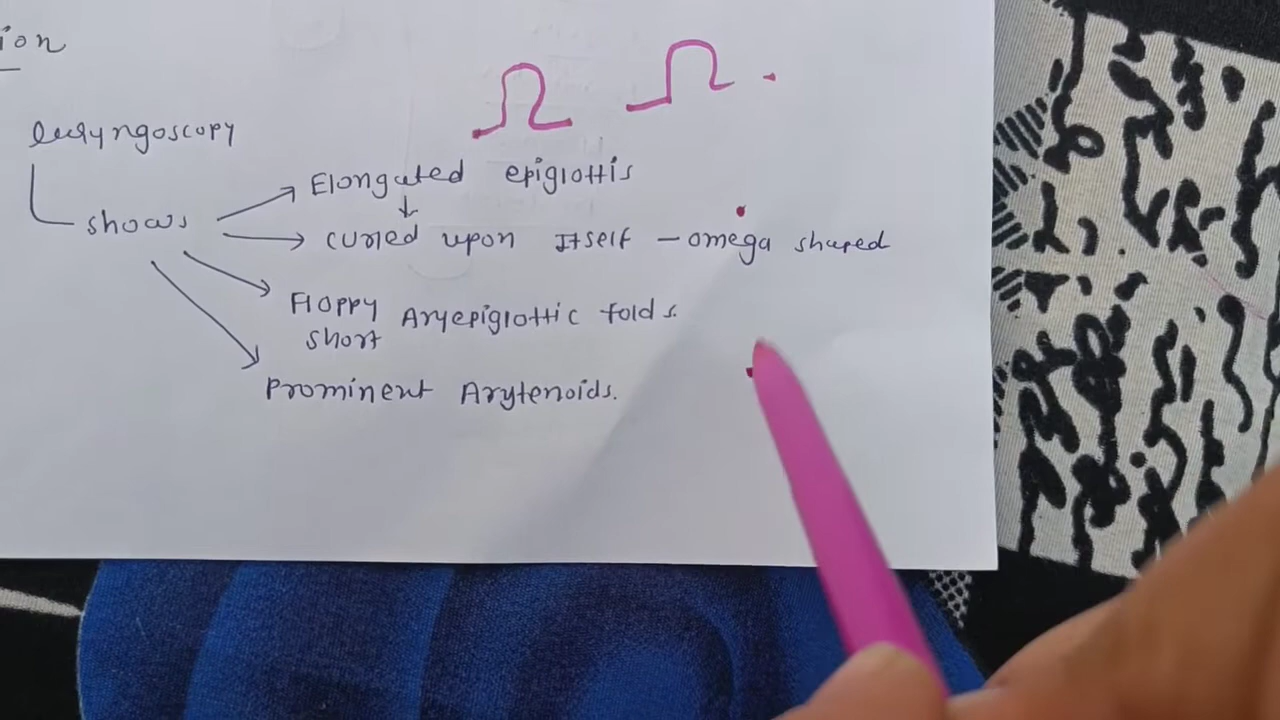 ion
laryngoscopy
shows
Elongated epiglottis
curled upon Itself - omega shaped
Floppy Aryepiglottic folds.
short
Prominent Arytenoids.